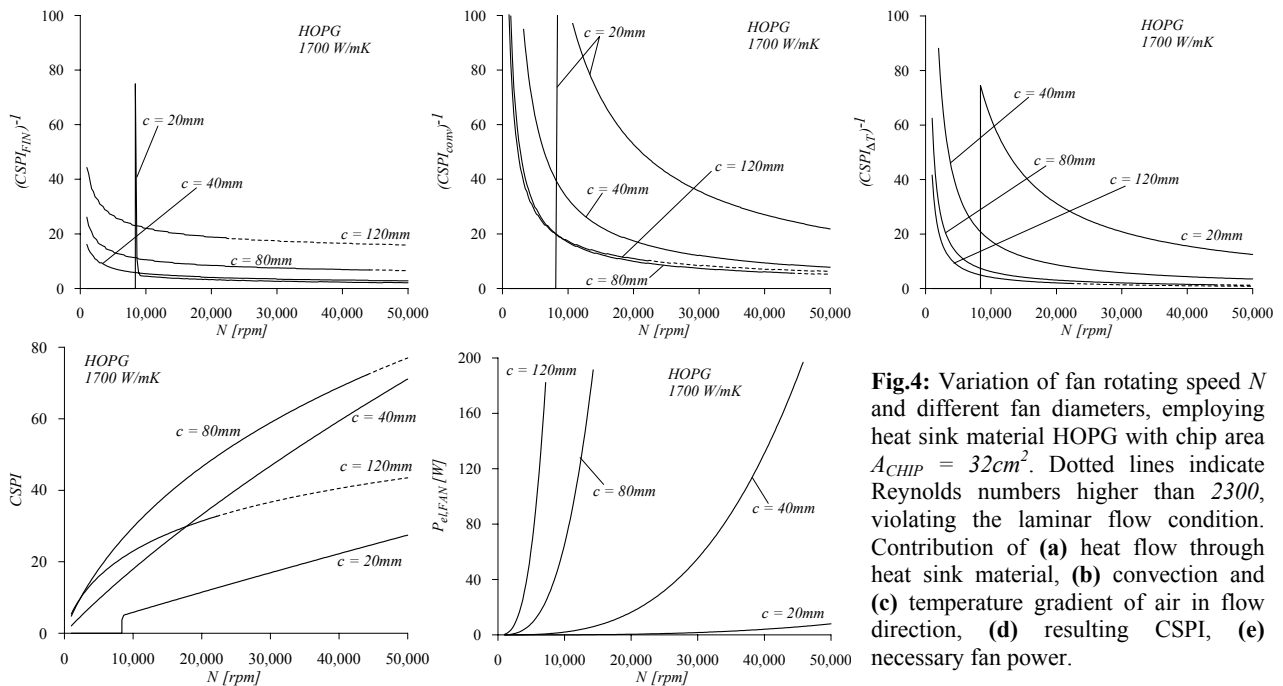 100
80
60
40
20
0
(CSPI_FIN)^-1
HOPG
1700 W/mK
c = 20mm
c = 40mm
c = 120mm
c = 80mm
0 10,000 20,000 30,000 40,000 50,000
N [rpm]
100
80
60
40
20
0
(CSPI_conv)^-1
HOPG
1700 W/mK
c = 20mm
c = 120mm
c = 40mm
c = 80mm
0 10,000 20,000 30,000 40,000 50,000
N [rpm]
100
80
60
40
20
0
(CSPI_ΔT)^-1
HOPG
1700 W/mK
c = 40mm
c = 80mm
c = 120mm
c = 20mm
0 10,000 20,000 30,000 40,000 50,000
N [rpm]
80
60
40
20
0
CSPI
HOPG
1700 W/mK
c = 80mm
c = 40mm
c = 120mm
c = 20mm
0 10,000 20,000 30,000 40,000 50,000
N [rpm]
200
160
120
80
40
0
P_el,FAN [W]
c = 120mm
HOPG
1700 W/mK
c = 80mm
c = 40mm
c = 20mm
0 10,000 20,000 30,000 40,000 50,000
N [rpm]
Fig.4: Variation of fan rotating speed N
and different fan diameters, employing
heat sink material HOPG with chip area
A_CHIP = 32cm². Dotted lines indicate
Reynolds numbers higher than 2300,
violating the laminar flow condition.
Contribution of (a) heat flow through
heat sink material, (b) convection and
(c) temperature gradient of air in flow
direction, (d) resulting CSPI, (e)
necessary fan power.